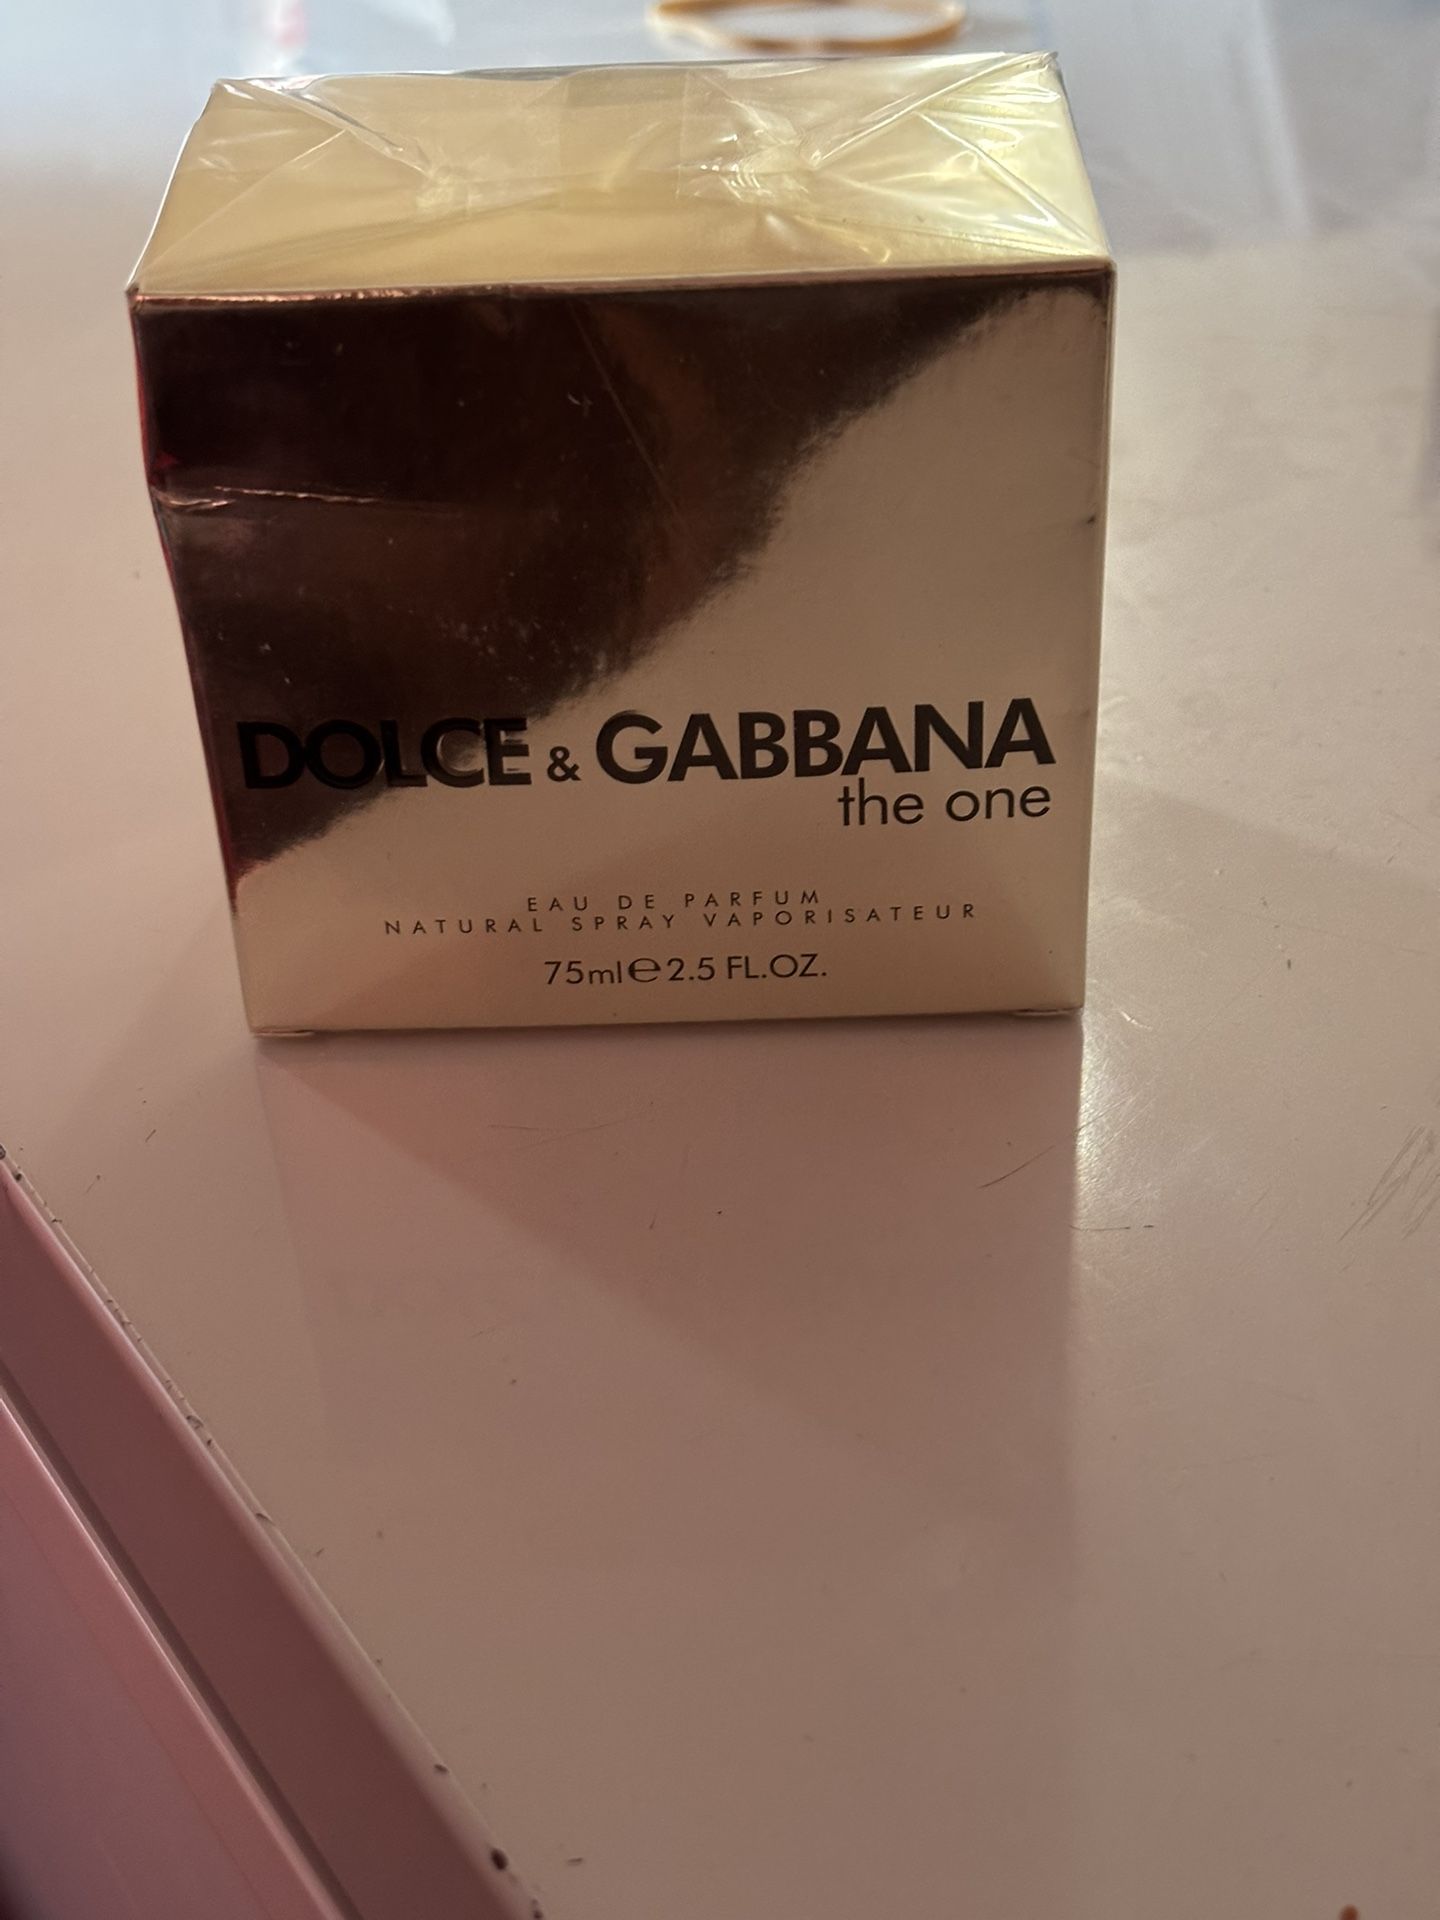 DOLCE & GABBANA
the one
EAU DE PARFUM
NATURAL SPRAY VAPORISATEUR
75ml℮2.5 FL.OZ.